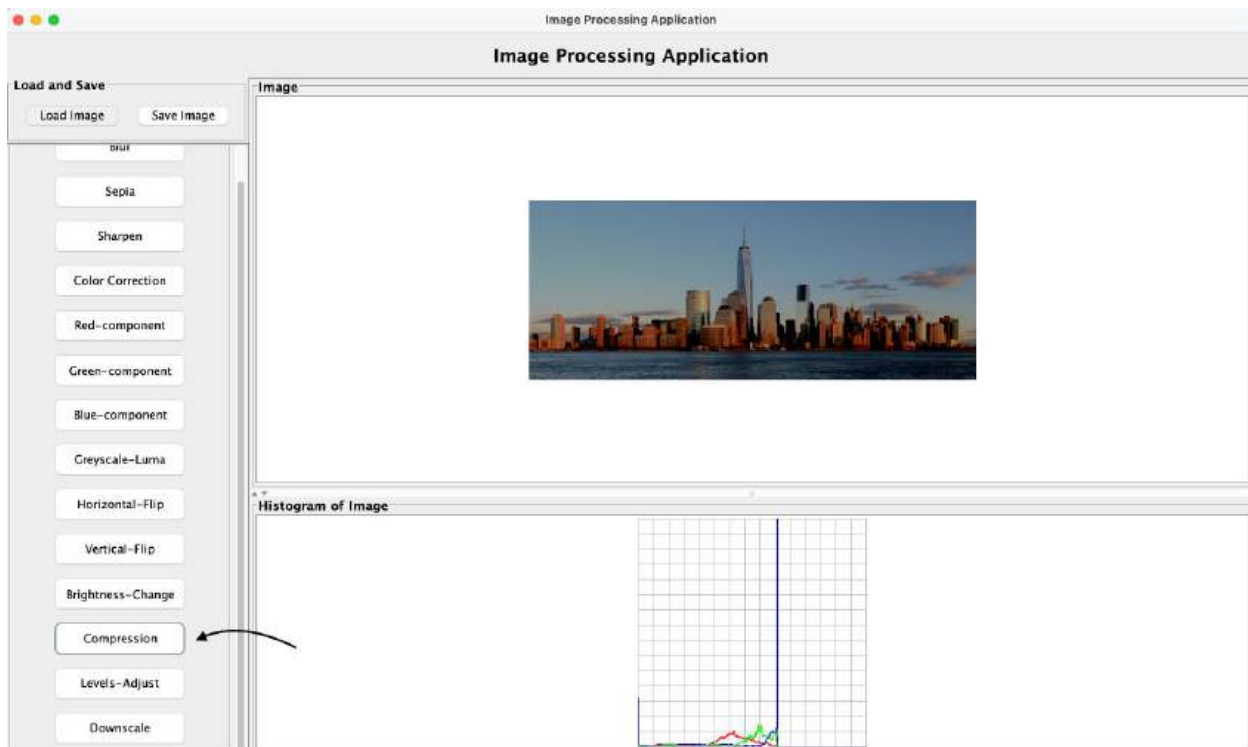 Image Processing Application
Image Processing Application
Load and Save
Load Image
Save Image
Image
Blur
Sepia
Sharpen
Color Correction
Red-component
Green-component
Blue-component
Greyscale-Luma
Horizontal-Flip
Vertical-Flip
Brightness-Change
Compression
Levels-Adjust
Downscale
Histogram of Image